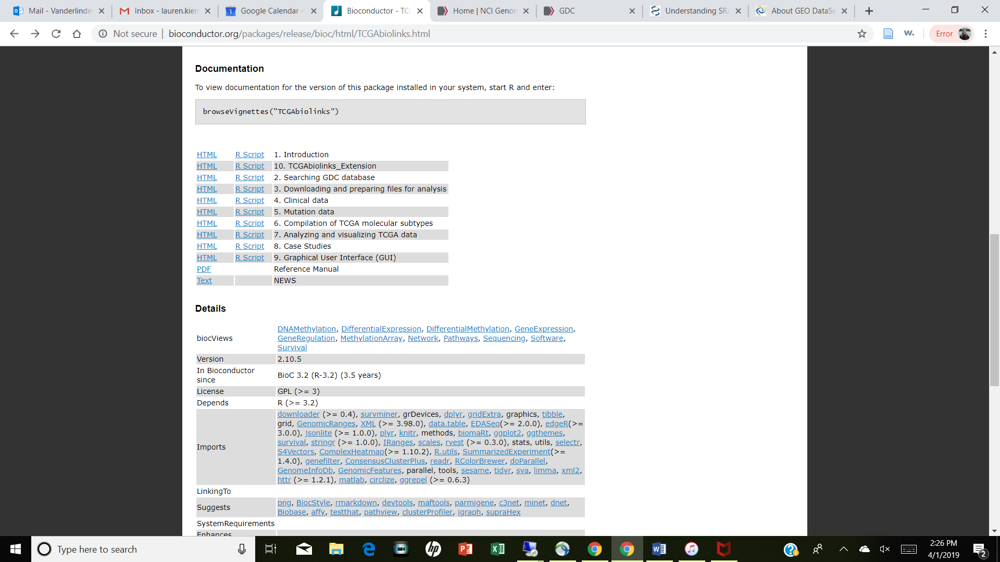 Mail - Vanderlinde
Inbox - lauren.kiem
Google Calendar -
Bioconductor - TC
Home | NCI Genom
GDC
Understanding SRA
About GEO DataSe
Not secure | bioconductor.org/packages/release/bioc/html/TCGAbiolinks.html
w.
Error
Documentation
To view documentation for the version of this package installed in your system, start R and enter:
browseVignettes("TCGAbiolinks")
HTML R Script 1. Introduction
HTML R Script 10. TCGAbiolinks_Extension
HTML R Script 2. Searching GDC database
HTML R Script 3. Downloading and preparing files for analysis
HTML R Script 4. Clinical data
HTML R Script 5. Mutation data
HTML R Script 6. Compilation of TCGA molecular subtypes
HTML R Script 7. Analyzing and visualizing TCGA data
HTML R Script 8. Case Studies
HTML R Script 9. Graphical User Interface (GUI)
PDF Reference Manual
Text NEWS
Details
biocViews
DNAMethylation, DifferentialExpression, DifferentialMethylation, GeneExpression,
GeneRegulation, MethylationArray, Network, Pathways, Sequencing, Software,
Survival
Version 2.10.5
In Bioconductor
since
BioC 3.2 (R-3.2) (3.5 years)
License GPL (>= 3)
Depends R (>= 3.2)
Imports
downloader (>= 0.4), survminer, grDevices, dplyr, gridExtra, graphics, tibble,
grid, GenomicRanges, XML (>= 3.98.0), data.table, EDASeq(>= 2.0.0), edgeR(>=
3.0.0), jsonlite (>= 1.0.0), plyr, knitr, methods, biomaRt, ggplot2, ggthemes,
survival, stringr (>= 1.0.0), IRanges, scales, rvest (>= 0.3.0), stats, utils, selectr,
S4Vectors, ComplexHeatmap(>= 1.10.2), R.utils, SummarizedExperiment(>=
1.4.0), genefilter, ConsensusClusterPlus, readr, RColorBrewer, doParallel,
GenomeInfoDb, GenomicFeatures, parallel, tools, sesame, tidyr, sva, limma, xml2,
httr (>= 1.2.1), matlab, circlize, ggrepel (>= 0.6.3)
LinkingTo
Suggests
png, BiocStyle, rmarkdown, devtools, maftools, parmigene, c3net, minet, dnet,
Biobase, affy, testthat, pathview, clusterProfiler, igraph, supraHex
SystemRequirements
Enhances
Type here to search
2:26 PM
4/1/2019
2